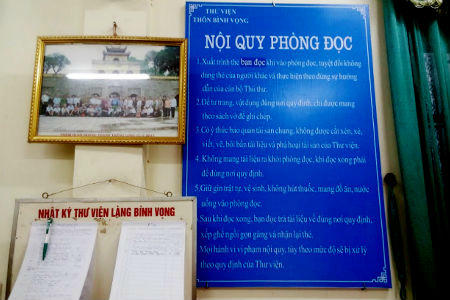 THƯ VIỆN
THÔN BÌNH VỌNG
NỘI QUY PHÒNG ĐỌC
1.Xuất trình thẻ bạn đọc khi vào phòng đọc, tuyệt đối không
dùng thẻ của người khác và thực hiện theo đúng sự hướng
dẫn của cán bộ Thủ thư.
2.Để tư trang, vật dụng đúng nơi quy định, chỉ được mang
theo sách vở để ghi chép.
3.Có ý thức bảo quản tài sản chung, không được cắt xén, xé,
viết, vẽ, bôi bẩn tài liệu và phá hoại tài sản của Thư viện.
4.Không mang tài liệu ra khỏi phòng đọc, khi đọc xong phải
để đúng nơi quy định.
5.Giữ gìn trật tự, vệ sinh, không hút thuốc, mang đồ ăn, nước
uống vào phòng đọc.
6.Sau khi đọc xong, bạn đọc trả tài liệu về đúng nơi quy định,
xếp ghế ngồi gọn gàng và nhận lại thẻ.
Mọi hành vi vi phạm nội quy, tùy theo mức độ sẽ bị xử lý
theo quy định của Thư viện.
NHẬT KÝ THƯ VIỆN LÀNG BÌNH VỌNG